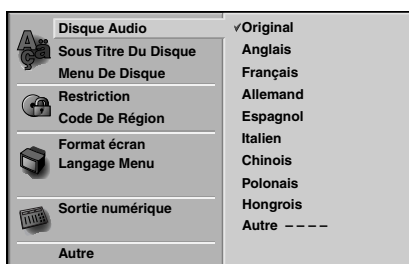 Disque Audio
Sous Titre Du Disque
Menu De Disque
Restriction
Code De Région
Format écran
Langage Menu
Sortie numérique
Autre
✓Original
Anglais
Français
Allemand
Espagnol
Italien
Chinois
Polonais
Hongrois
Autre – – – –